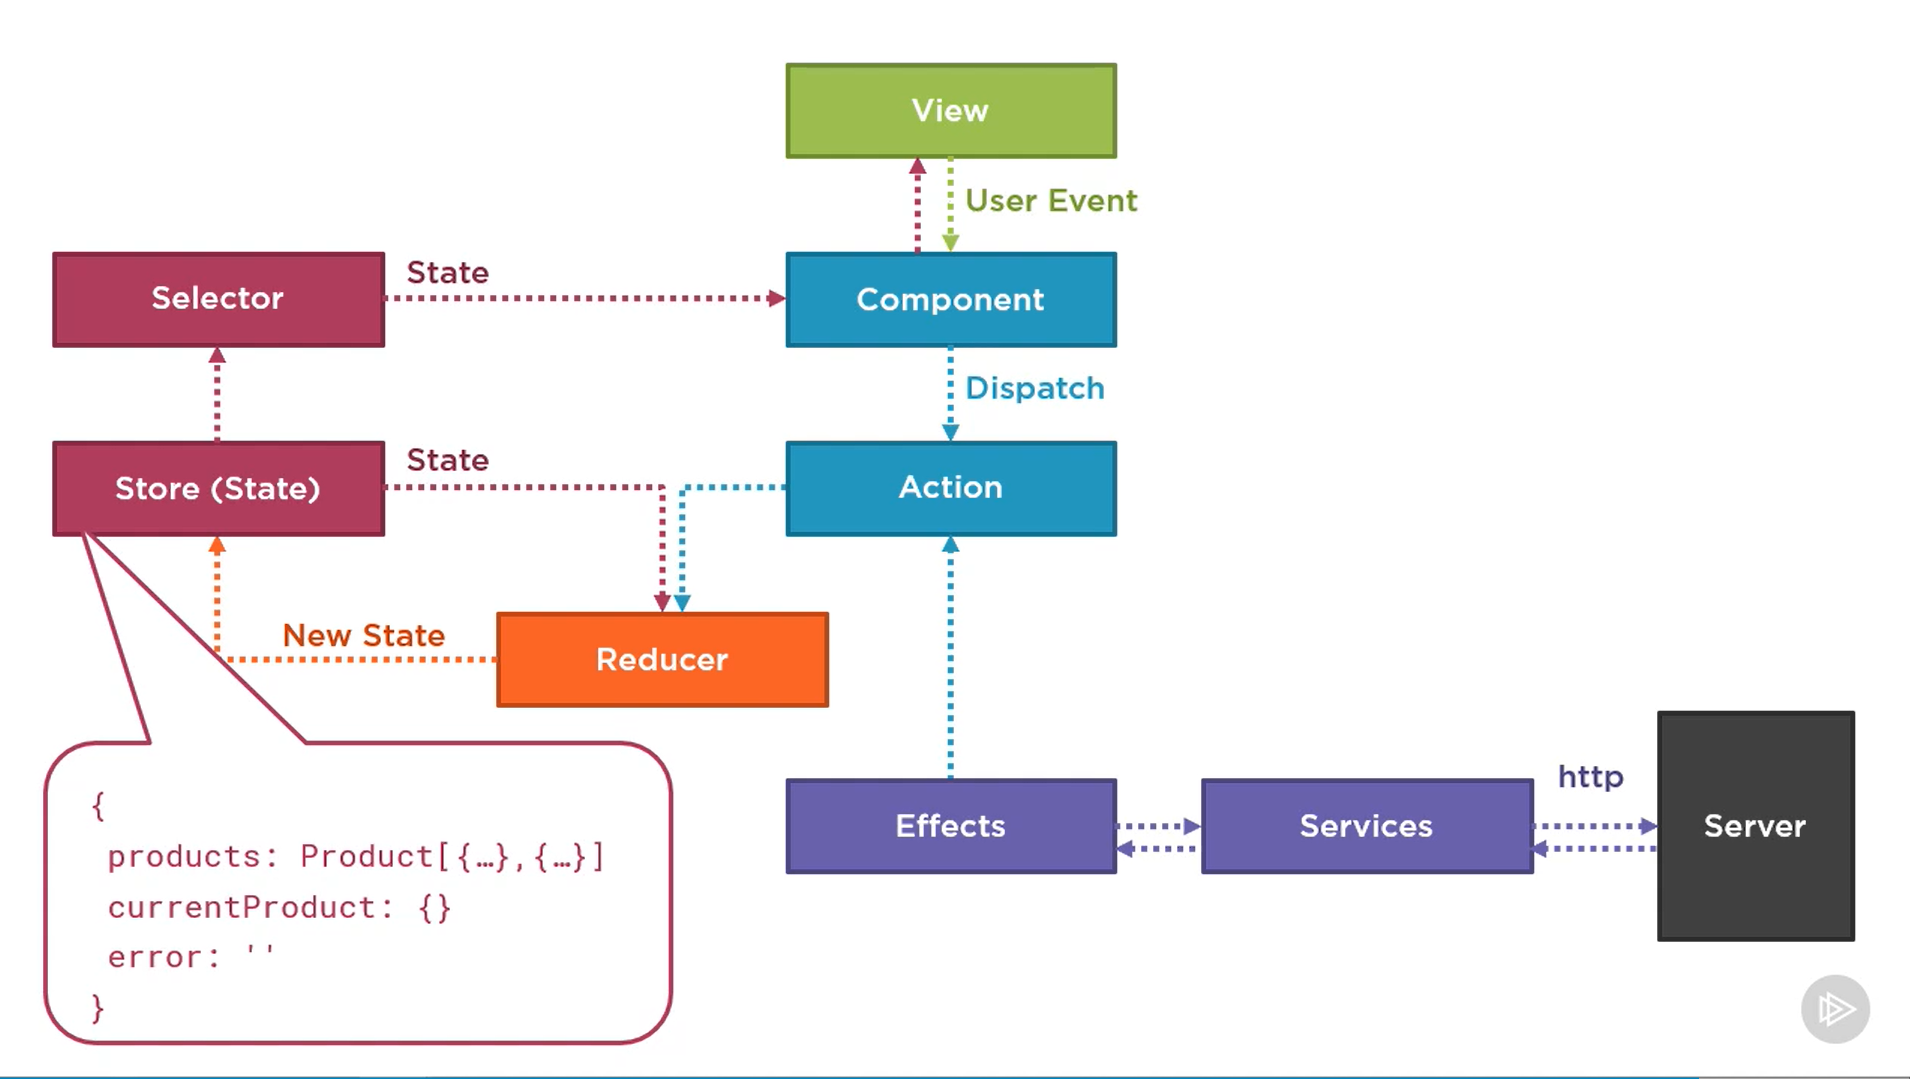 View
User Event
Selector
State
Component
Dispatch
Store (State)
State
Action
New State
Reducer
{
products: Product[{…},{…}]
currentProduct: {}
error: ''
}
Effects
Services
http
Server